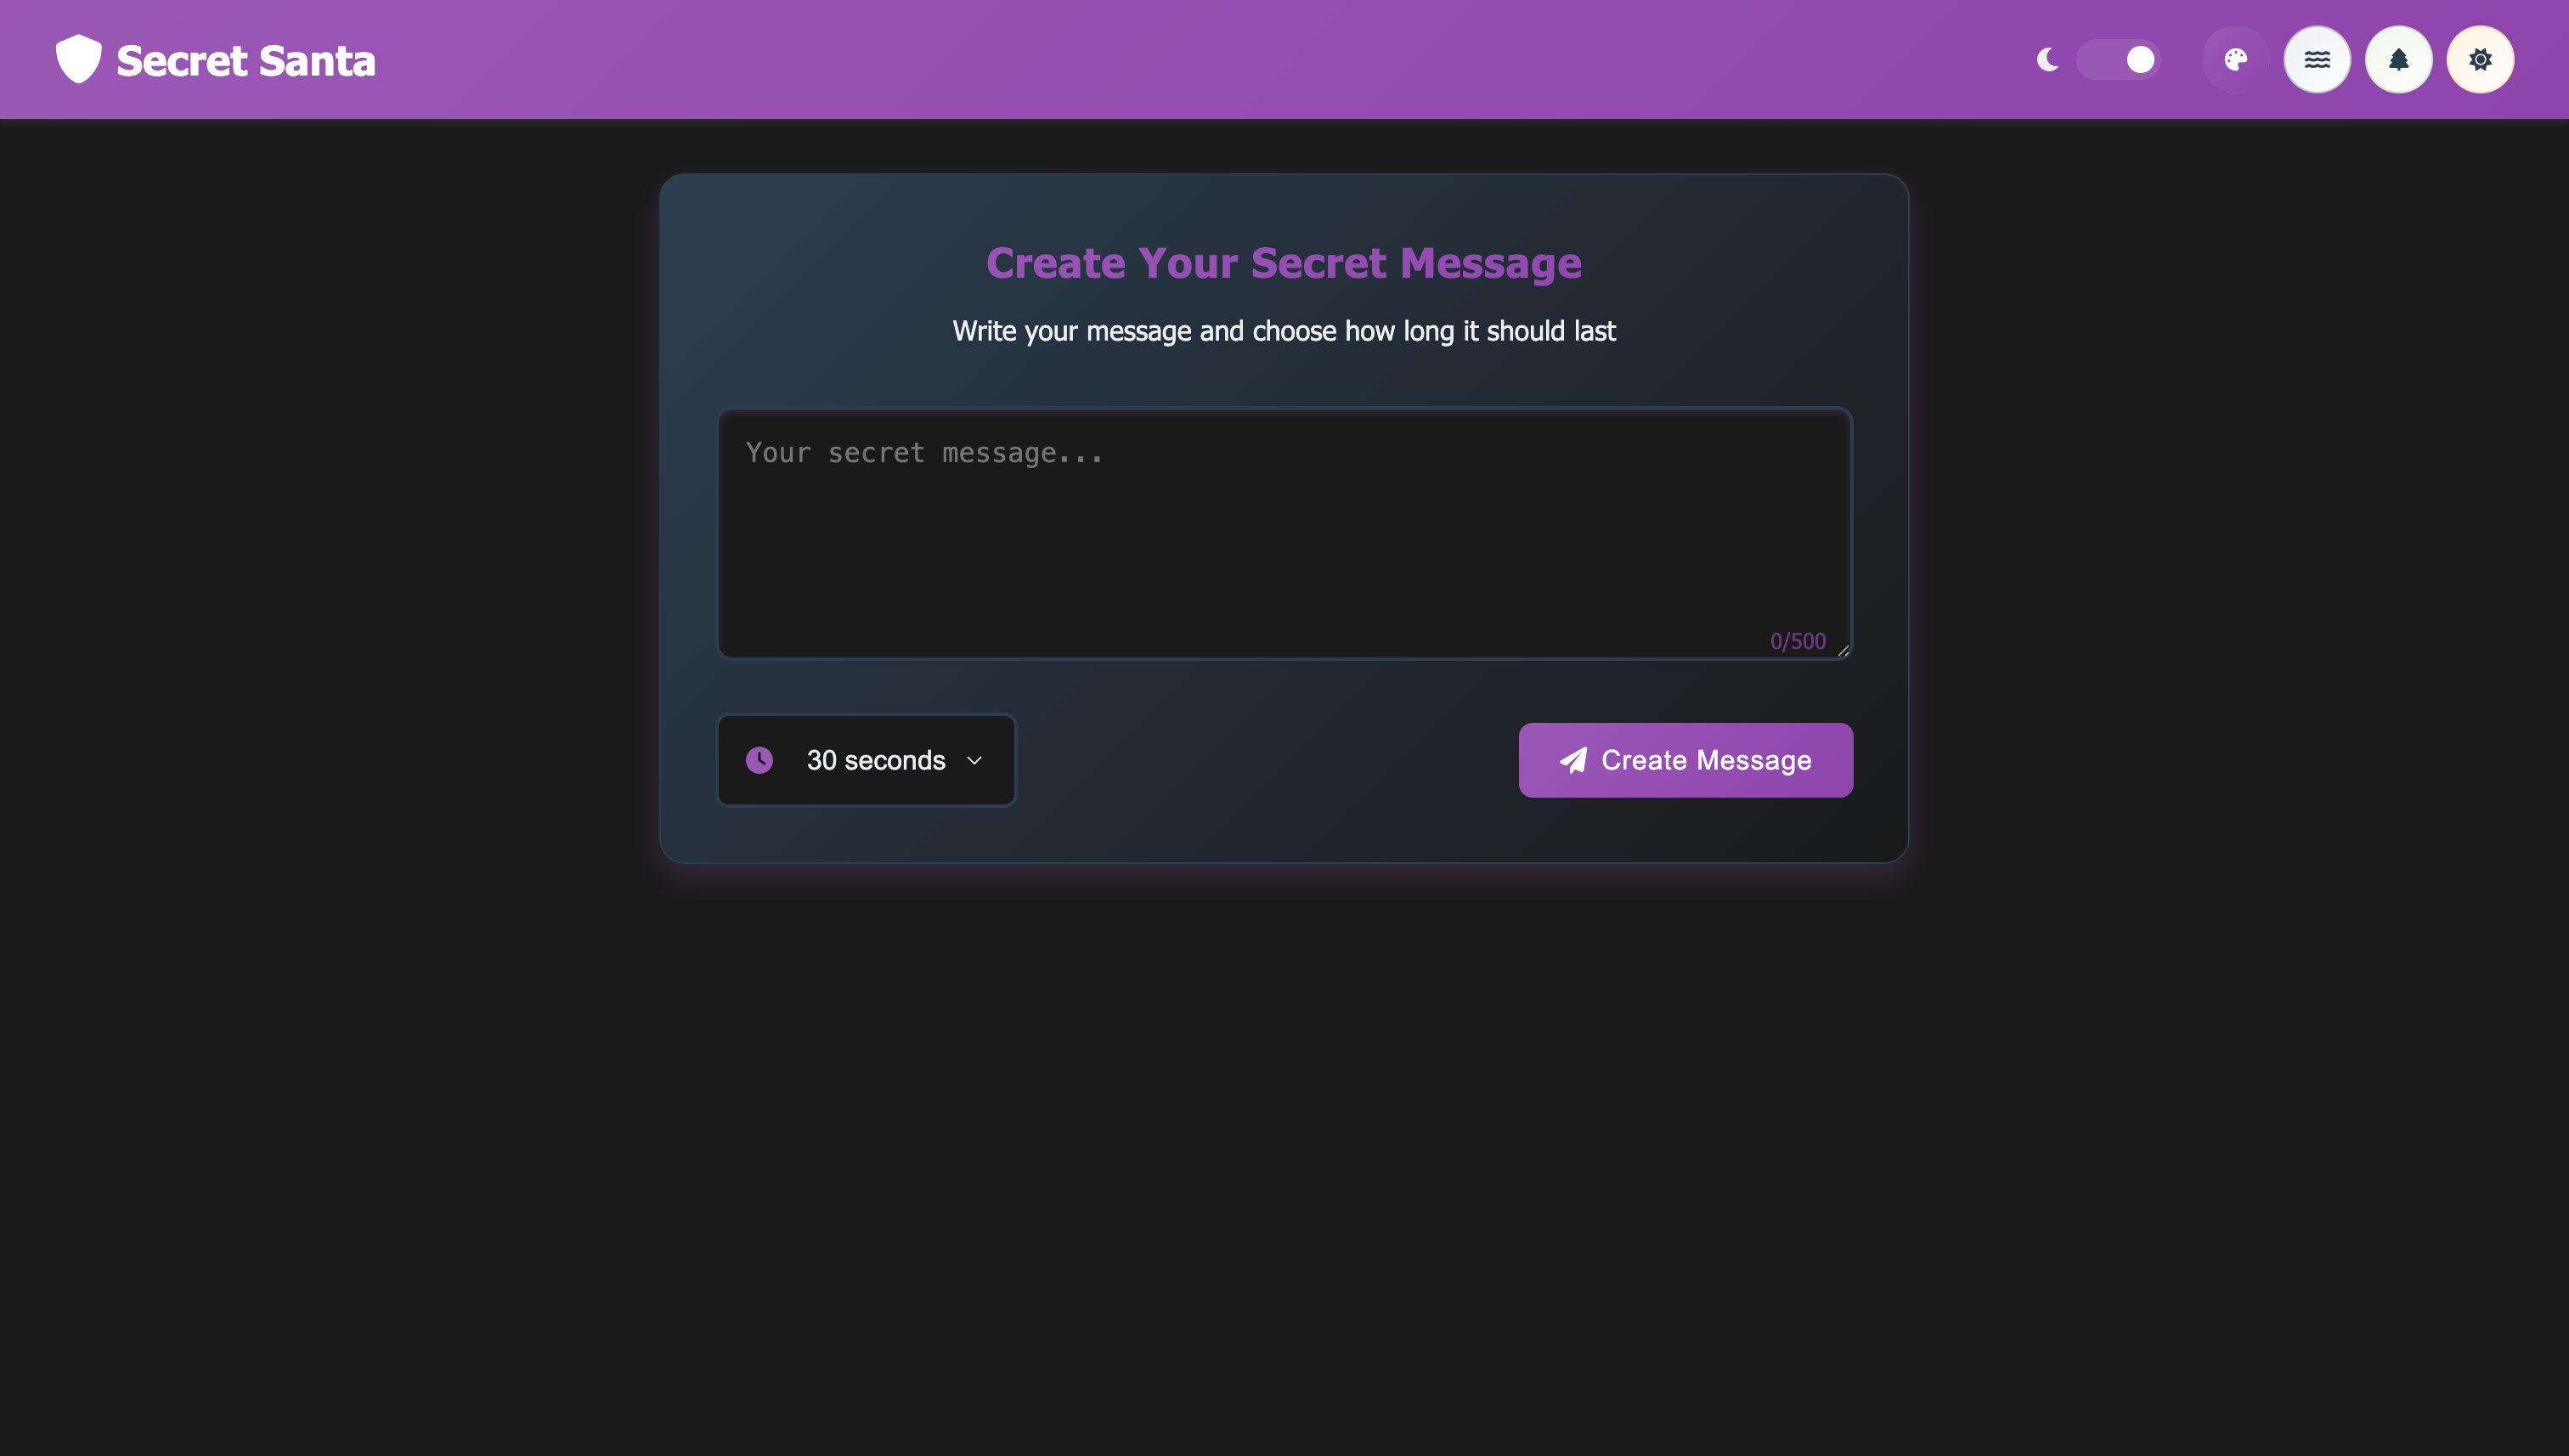 Secret Santa
Create Your Secret Message
Write your message and choose how long it should last
Your secret message...
0/500
30 seconds
Create Message